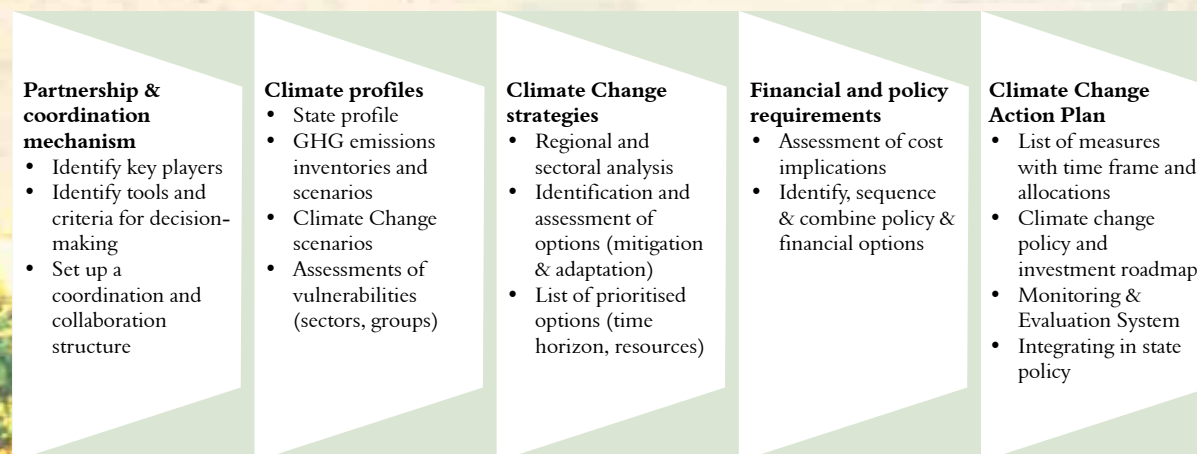 Partnership &
coordination
mechanism
• Identify key players
• Identify tools and
criteria for decision-
making
• Set up a
coordination and
collaboration
structure
Climate profiles
• State profile
• GHG emissions
inventories and
scenarios
• Climate Change
scenarios
• Assessments of
vulnerabilities
(sectors, groups)
Climate Change
strategies
• Regional and
sectoral analysis
• Identification and
assessment of
options (mitigation
& adaptation)
• List of prioritised
options (time
horizon, resources)
Financial and policy
requirements
• Assessment of cost
implications
• Identify, sequence
& combine policy &
financial options
Climate Change
Action Plan
• List of measures
with time frame and
allocations
• Climate change
policy and
investment roadmap
• Monitoring &
Evaluation System
• Integrating in state
policy